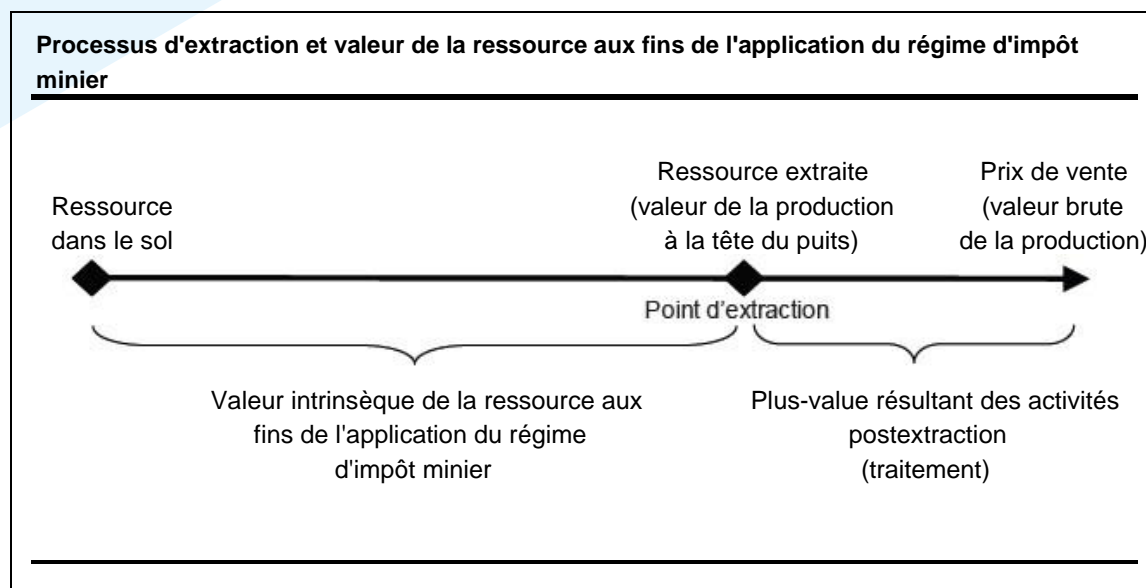 Processus d'extraction et valeur de la ressource aux fins de l'application du régime d'impôt
minier
Ressource
dans le sol
Ressource extraite
(valeur de la production
à la tête du puits)
Prix de vente
(valeur brute
de la production)
Point d'extraction
Valeur intrinsèque de la ressource aux
fins de l'application du régime
d'impôt minier
Plus-value résultant des activités
postextraction
(traitement)